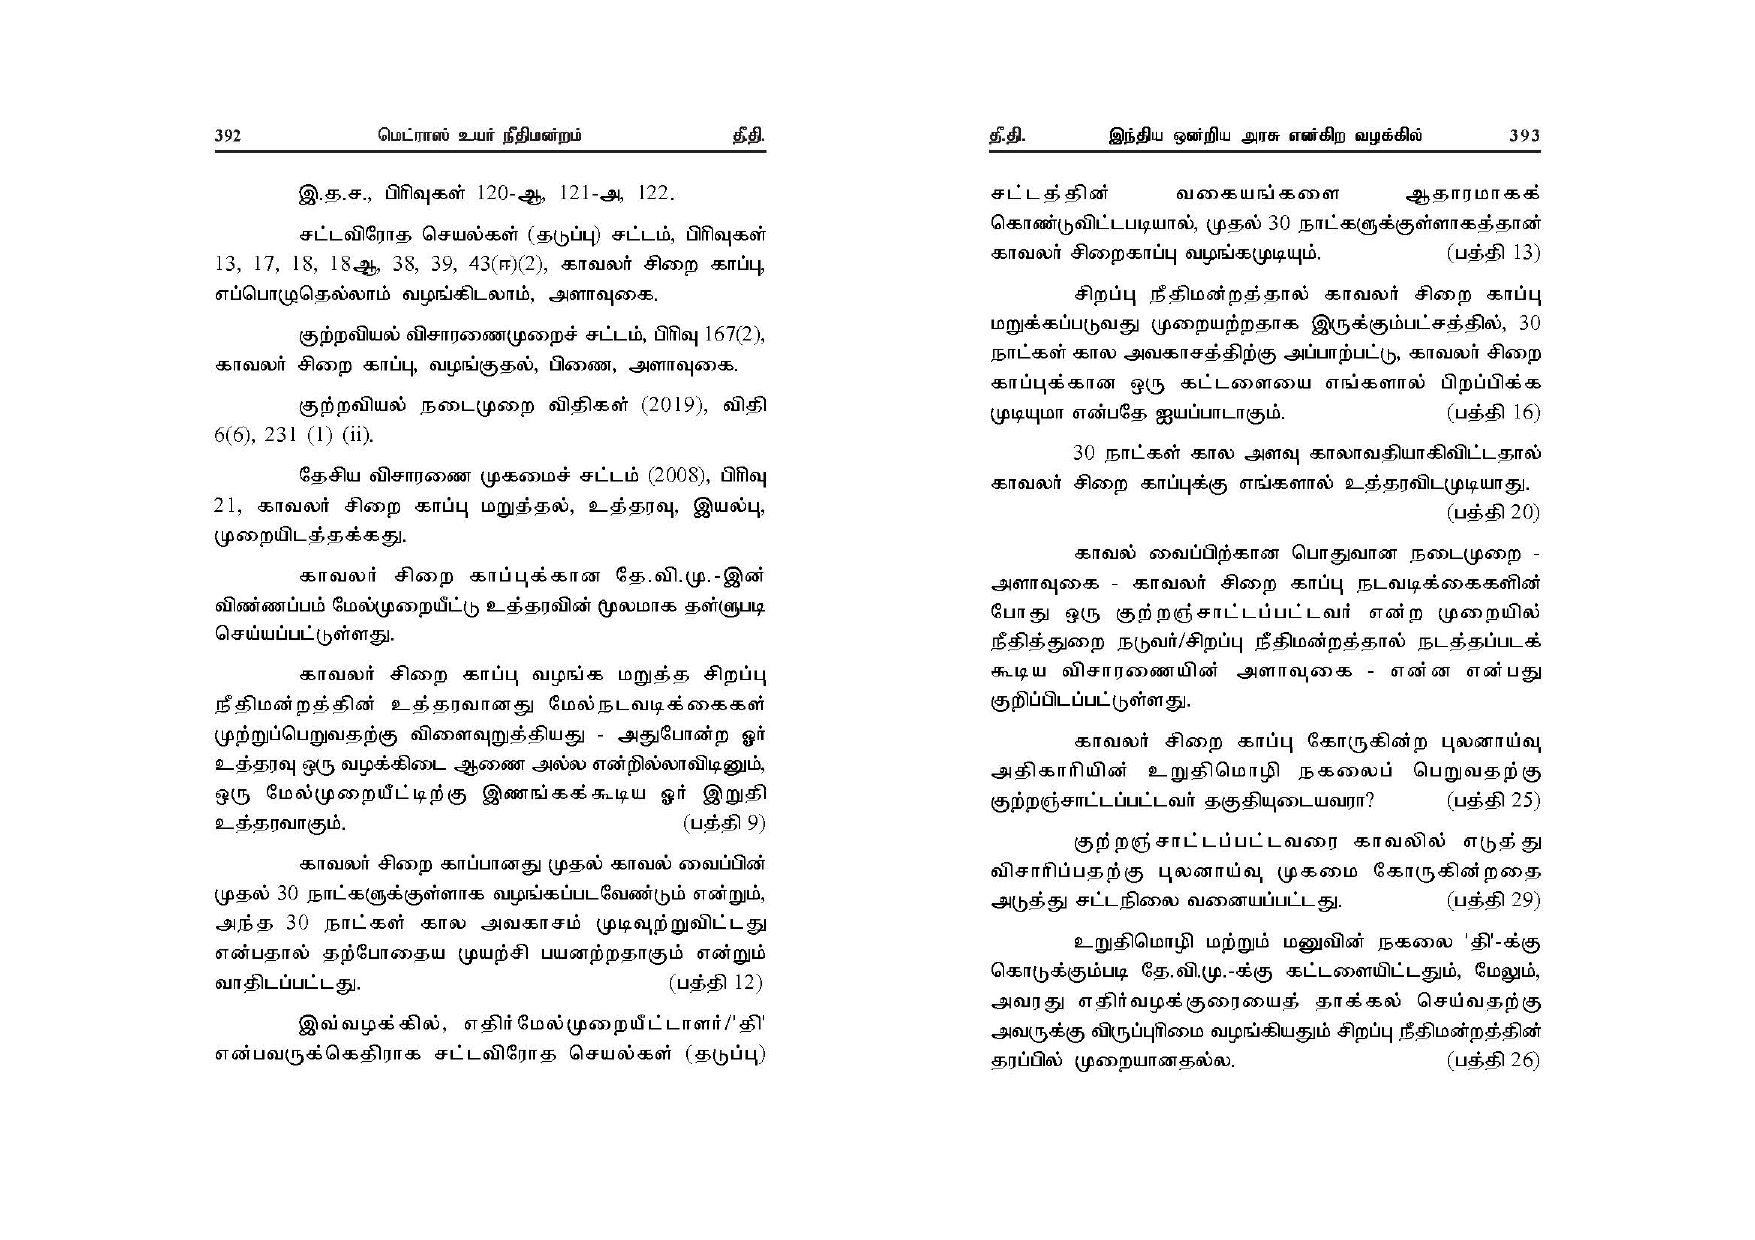 392 மெட்ராஸ் உயர் நீதிமன்றம் தீ.தி.
இ.த.ச., பிரிவுகள் 120-ஆ, 121-அ, 122.
சட்டவிரோத செயல்கள் (தடுப்பு) சட்டம், பிரிவுகள்
13, 17, 18, 18ஆ, 38, 39, 43(ஈ)(2), காவலர் சிறை காப்பு,
எப்பொழுதெல்லாம் வழங்கிடலாம், அளாவுகை.
குற்றவியல் விசாரணைமுறைச் சட்டம், பிரிவு 167(2),
காவலர் சிறை காப்பு, வழங்குதல், பிணை, அளாவுகை.
குற்றவியல் நடைமுறை விதிகள் (2019), விதி
6(6), 231 (1) (ii).
தேசிய விசாரணை முகமைச் சட்டம் (2008), பிரிவு
21, காவலர் சிறை காப்பு மறுத்தல், உத்தரவு, இயல்பு,
முறையிடத்தக்கது.
காவலர் சிறை காப்புக்கான தே.வி.மு.-இன்
விண்ணப்பம் மேல்முறையீட்டு உத்தரவின் மூலமாக தள்ளுபடி
செய்யப்பட்டுள்ளது.
காவலர் சிறை காப்பு வழங்க மறுத்த சிறப்பு
நீதிமன்றத்தின் உத்தரவானது மேல்நடவடிக்கைகள்
முற்றுப்பெறுவதற்கு விளைவுறுத்தியது - அதுபோன்ற ஓர்
உத்தரவு ஒரு வழக்கிடை ஆணை அல்ல என்றில்லாவிடினும்,
ஒரு மேல்முறையீட்டிற்கு இணங்கக்கூடிய ஓர் இறுதி
உத்தரவாகும். (பத்தி 9)
காவலர் சிறை காப்பானது முதல் காவல் வைப்பின்
முதல் 30 நாட்களுக்குள்ளாக வழங்கப்படவேண்டும் என்றும்,
அந்த 30 நாட்கள் கால அவகாசம் முடிவுற்றுவிட்டது
என்பதால் தற்போதைய முயற்சி பயனற்றதாகும் என்றும்
வாதிடப்பட்டது. (பத்தி 12)
இவ்வழக்கில், எதிர்மேல்முறையீட்டாளர்/'தி'
என்பவருக்கெதிராக சட்டவிரோத செயல்கள் (தடுப்பு)
தீ.தி. இந்திய ஒன்றிய அரசு என்கிற வழக்கில் 393
சட்டத்தின் வகையங்களை ஆதாரமாகக்
கொண்டுவிட்டபடியால், முதல் 30 நாட்களுக்குள்ளாகத்தான்
காவலர் சிறைகாப்பு வழங்கமுடியும். (பத்தி 13)
சிறப்பு நீதிமன்றத்தால் காவலர் சிறை காப்பு
மறுக்கப்படுவது முறையற்றதாக இருக்கும்பட்சத்தில், 30
நாட்கள் கால அவகாசத்திற்கு அப்பாற்பட்டு, காவலர் சிறை
காப்புக்கான ஒரு கட்டளையை எங்களால் பிறப்பிக்க
முடியுமா என்பதே ஐயப்பாடாகும். (பத்தி 16)
30 நாட்கள் கால அளவு காலாவதியாகிவிட்டதால்
காவலர் சிறை காப்புக்கு எங்களால் உத்தரவிடமுடியாது.
(பத்தி 20)
காவல் வைப்பிற்கான பொதுவான நடைமுறை -
அளாவுகை - காவலர் சிறை காப்பு நடவடிக்கைகளின்
போது ஒரு குற்றஞ்சாட்டப்பட்டவர் என்ற முறையில்
நீதித்துறை நடுவர்/சிறப்பு நீதிமன்றத்தால் நடத்தப்படக்
கூடிய விசாரணையின் அளாவுகை - என்ன என்பது
குறிப்பிடப்பட்டுள்ளது.
காவலர் சிறை காப்பு கோருகின்ற புலனாய்வு
அதிகாரியின் உறுதிமொழி நகலைப் பெறுவதற்கு
குற்றஞ்சாட்டப்பட்டவர் தகுதியுடையவரா? (பத்தி 25)
குற்றஞ்சாட்டப்பட்டவரை காவலில் எடுத்து
விசாரிப்பதற்கு புலனாய்வு முகமை கோருகின்றதை
அடுத்து சட்டநிலை வனையப்பட்டது. (பத்தி 29)
உறுதிமொழி மற்றும் மனுவின் நகலை 'தி'-க்கு
கொடுக்கும்படி தே.வி.மு.-க்கு கட்டளையிட்டதும், மேலும்,
அவரது எதிர்வழக்குரையைத் தாக்கல் செய்வதற்கு
அவருக்கு விருப்புரிமை வழங்கியதும் சிறப்பு நீதிமன்றத்தின்
தரப்பில் முறையானதல்ல. (பத்தி 26)